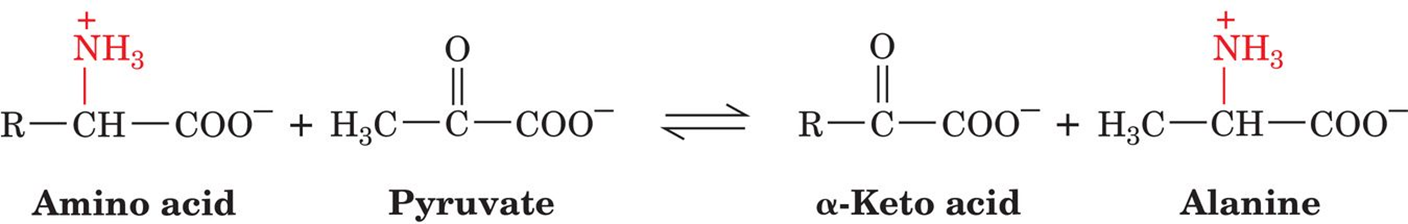 + +
NH₃ O O NH₃
R—CH—COO⁻ + H₃C—C—COO⁻ ⇌ R—C—COO⁻ + H₃C—CH—COO⁻
Amino acid Pyruvate α-Keto acid Alanine